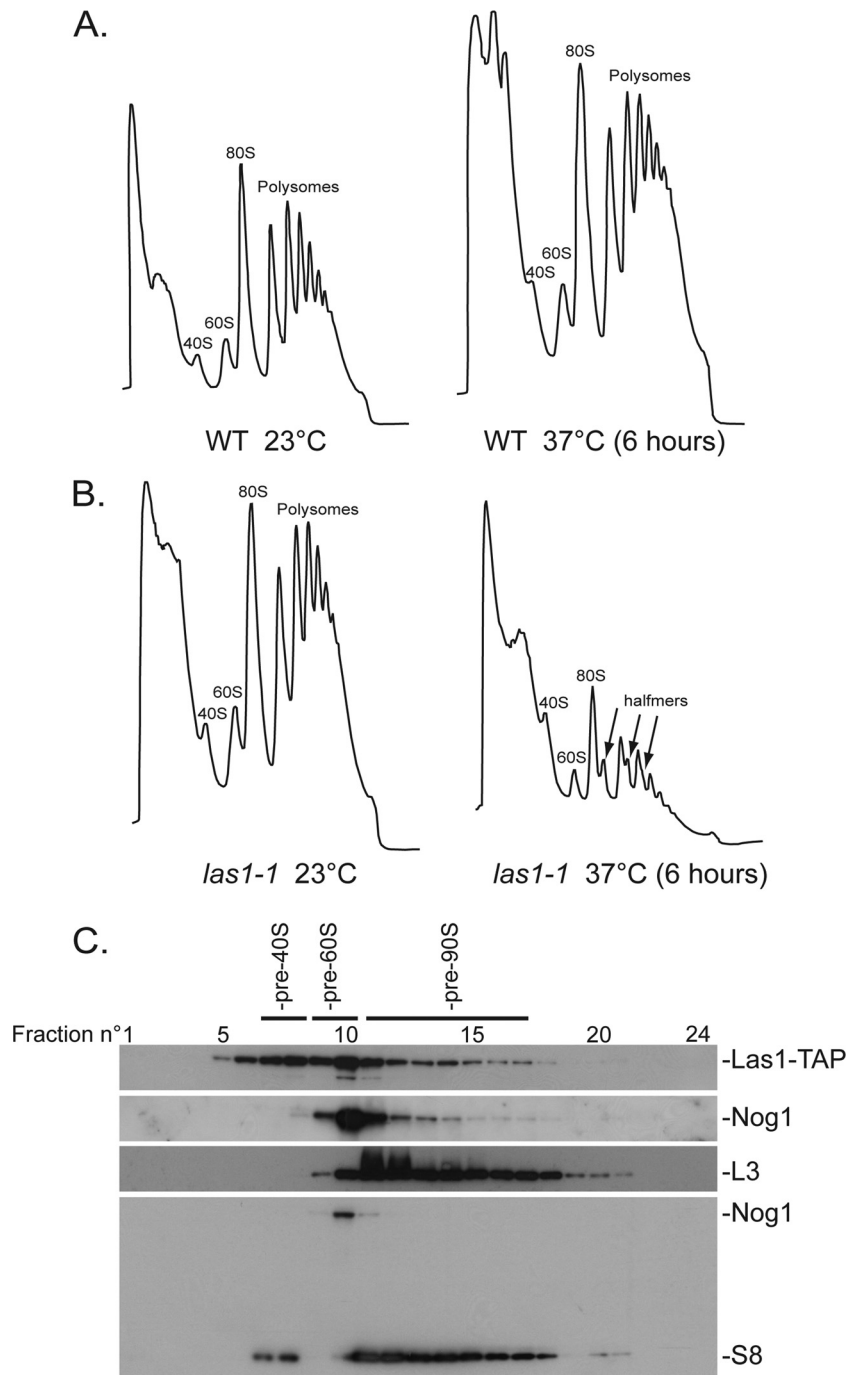 A.
80S
Polysomes
60S
40S
WT 23°C
80S
Polysomes
60S
40S
WT 37°C (6 hours)
B.
80S
Polysomes
60S
40S
las1-1 23°C
80S
halfmers
40S
60S
las1-1 37°C (6 hours)
C.
-pre-40S
-pre-60S
-pre-90S
Fraction n°1 5 10 15 20 24
-Las1-TAP
-Nog1
-L3
-Nog1
-S8